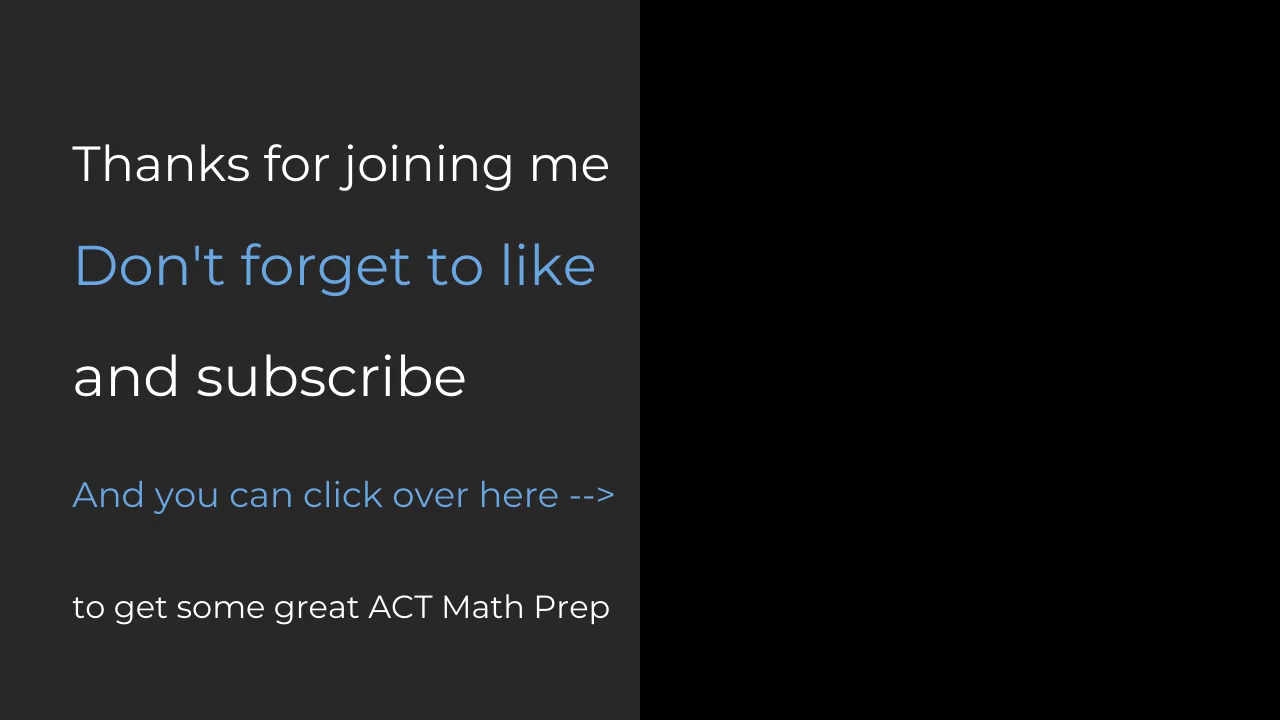 Thanks for joining me
Don't forget to like
and subscribe
And you can click over here -->
to get some great ACT Math Prep